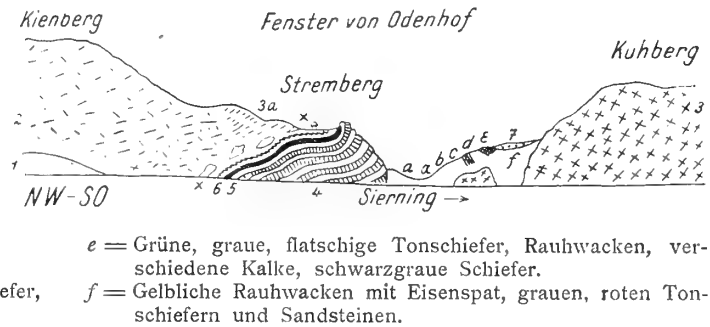 Kienberg
Fenster von Odenhof
Kuhberg
Stremberg
3a
x
3
2
7
a a b c d ε f
1
x 6 5 4
NW-SO
Sierning →
e = Grüne, graue, flatschige Tonschiefer, Rauhwacken, ver-
schiedene Kalke, schwarzgraue Schiefer.
efer, f = Gelbliche Rauhwacken mit Eisenspat, grauen, roten Ton-
schiefern und Sandsteinen.